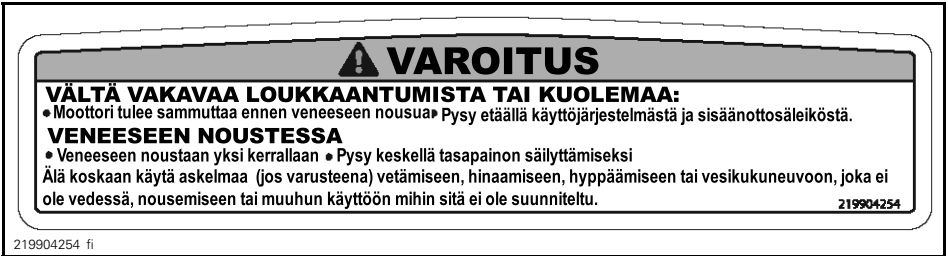 VAROITUS
VÄLTÄ VAKAVAA LOUKKAANTUMISTA TAI KUOLEMAA:
• Moottori tulee sammuttaa ennen veneeseen nousua• Pysy etäällä käyttöjärjestelmästä ja sisäänottosäleiköstä.
VENEESEEN NOUSTESSA
• Veneeseen noustaan yksi kerrallaan • Pysy keskellä tasapainon säilyttämiseksi
Älä koskaan käytä askelmaa (jos varusteena) vetämiseen, hinaamiseen, hyppäämiseen tai vesikukuneuvoon, joka ei
ole vedessä, nousemiseen tai muuhun käyttöön mihin sitä ei ole suunniteltu.
219904254
219904254 fi